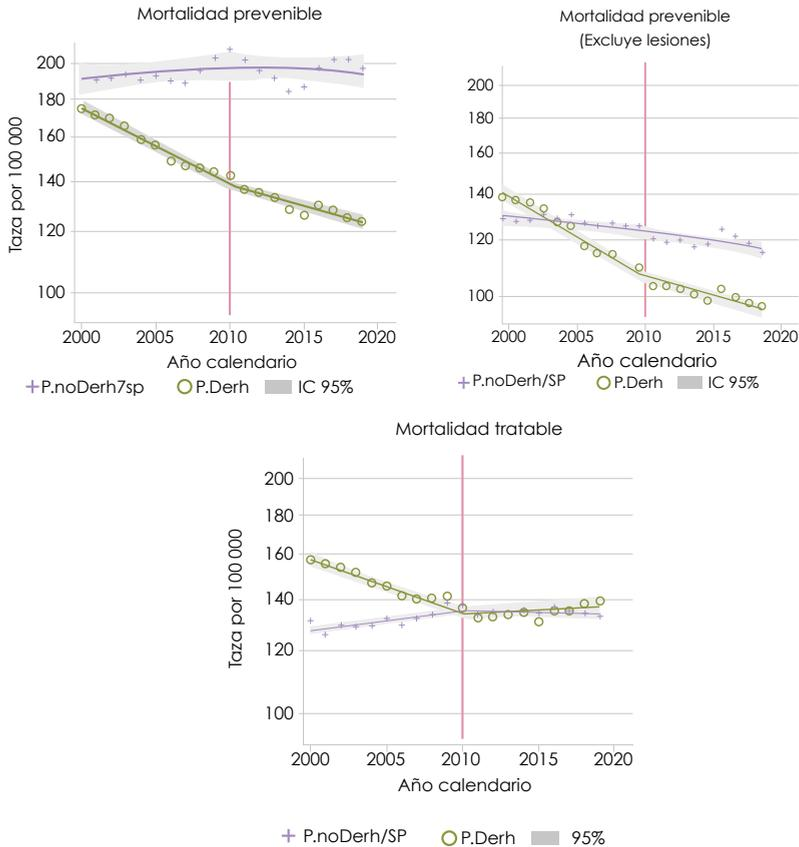 Mortalidad prevenible
Tasa por 100 000
200
180
160
140
120
100
2000 2005 2010 2015 2020
Año calendario
P.noDerh7sp P.Derh IC 95%
Mortalidad prevenible
(Excluye lesiones)
200
180
160
140
120
100
2000 2005 2010 2015 2020
Año calendario
P.noDerh/SP P.Derh IC 95%
Mortalidad tratable
Taza por 100 000
200
180
160
140
120
100
2000 2005 2010 2015 2020
Año calendario
P.noDerh/SP P.Derh 95%